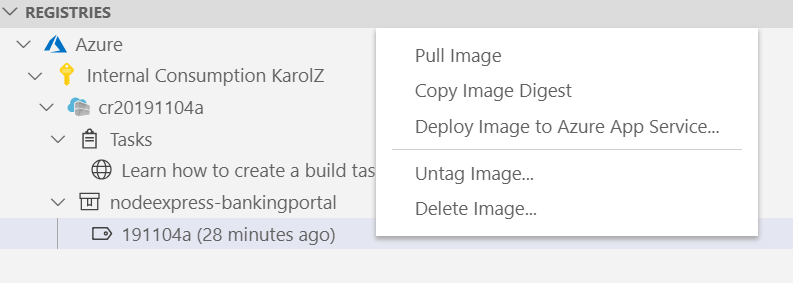 REGISTRIES
Azure
Internal Consumption KarolZ
cr20191104a
Tasks
Learn how to create a build tas
nodeexpress-bankingportal
191104a (28 minutes ago)
Pull Image
Copy Image Digest
Deploy Image to Azure App Service...
Untag Image...
Delete Image...